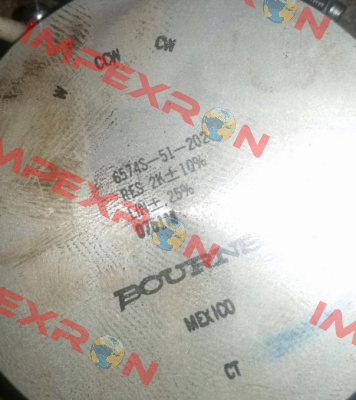 CW
CCW
W
6574S-51-202
RES 2K±10%
LIN± 25%
BOURNS
MEXICO
CT
IMPEXRON
IMPEXRON
IMPEXRON